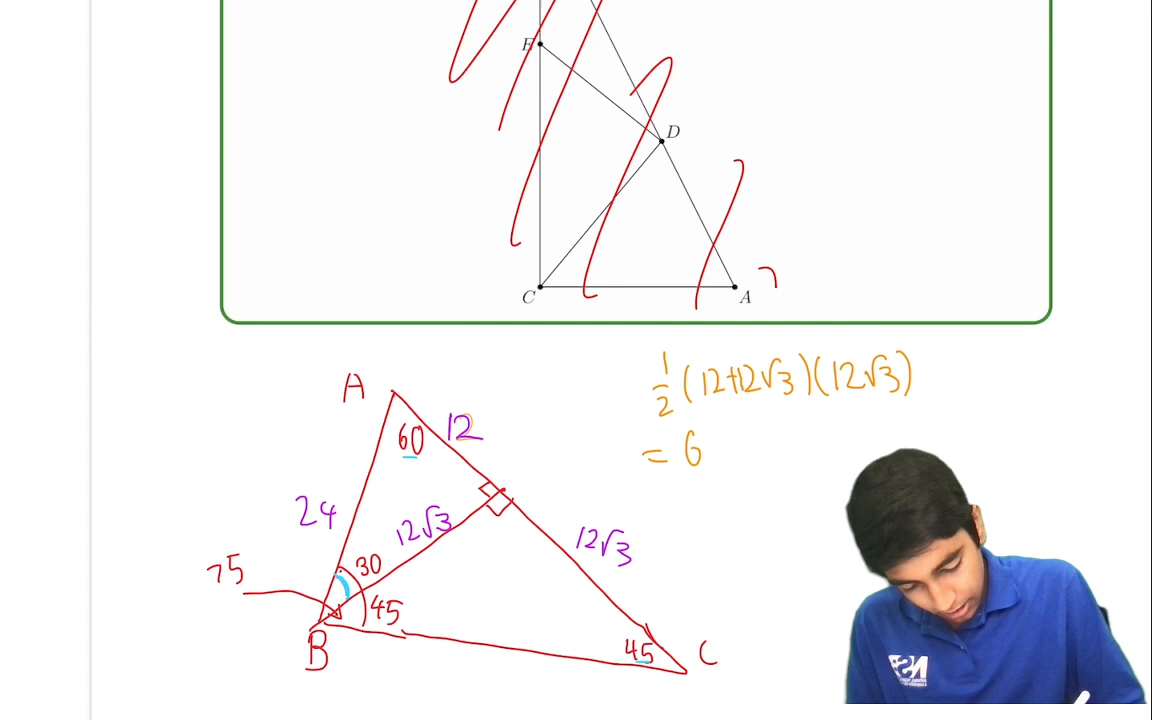 E
D
C
A
1/2 (12+12√3)(12√3)
= 6
A
12
60
24
12√3
12√3
75
30
45
B
45
C